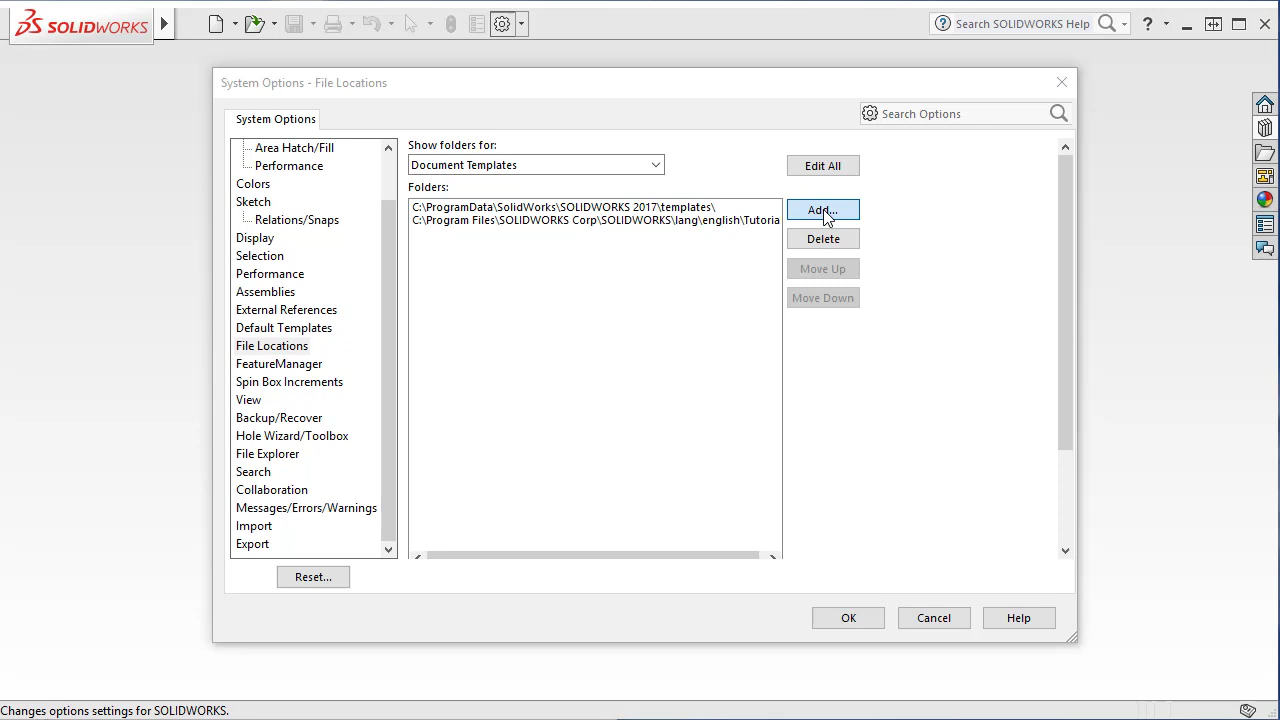 SOLIDWORKS
Search SOLIDWORKS Help
?
System Options - File Locations
System Options
Search Options
Area Hatch/Fill
Performance
Colors
Sketch
Relations/Snaps
Display
Selection
Performance
Assemblies
External References
Default Templates
File Locations
FeatureManager
Spin Box Increments
View
Backup/Recover
Hole Wizard/Toolbox
File Explorer
Search
Collaboration
Messages/Errors/Warnings
Import
Export
Reset...
Show folders for:
Document Templates
Edit All
Folders:
C:\ProgramData\SolidWorks\SOLIDWORKS 2017\templates\
C:\Program Files\SOLIDWORKS Corp\SOLIDWORKS\lang\english\Tutoria
Add...
Delete
Move Up
Move Down
OK
Cancel
Help
Changes options settings for SOLIDWORKS.